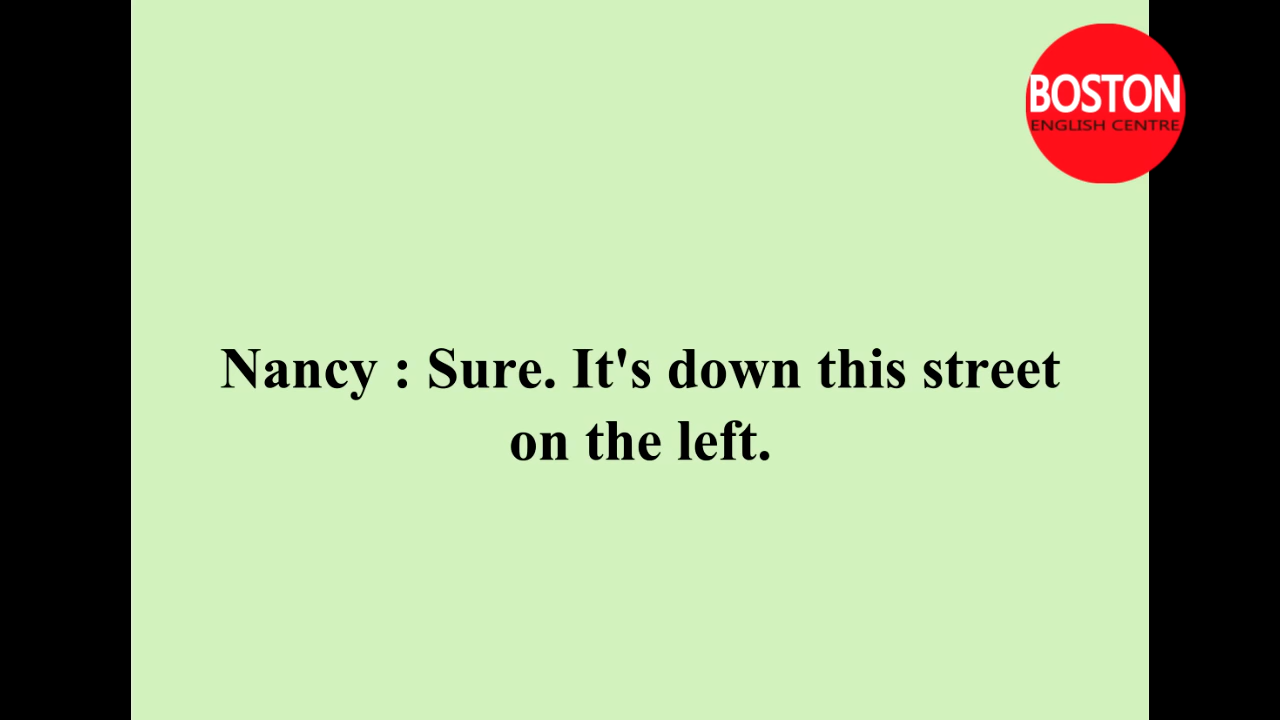 BOSTON
ENGLISH CENTRE
Nancy : Sure. It's down this street
on the left.